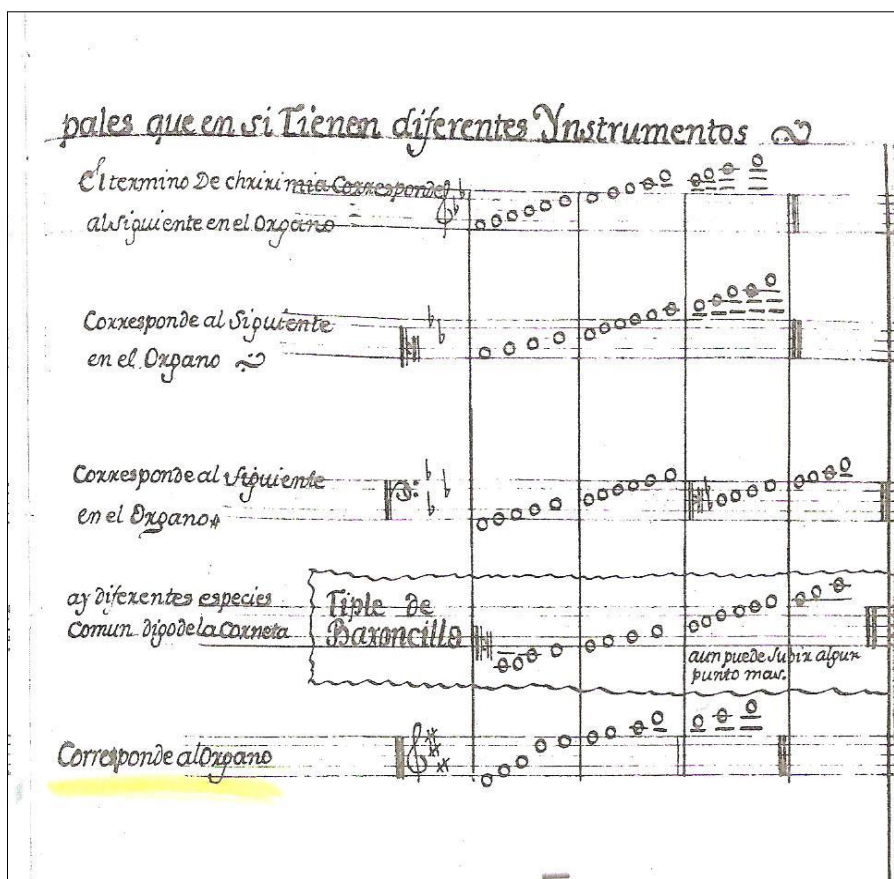 pales que en si Tienen diferentes Ynstrumentos
El termino De chirimia Corresponde
al siguiente en el Organo
Corresponde al Siguiente
en el Organo
Corresponde al siguiente
en el Organo
ay diferentes especies
Comun digo de la Corneta
Tiple de
Baxoncillo
aun puede Subir algun
punto mas.
Corresponde al Organo